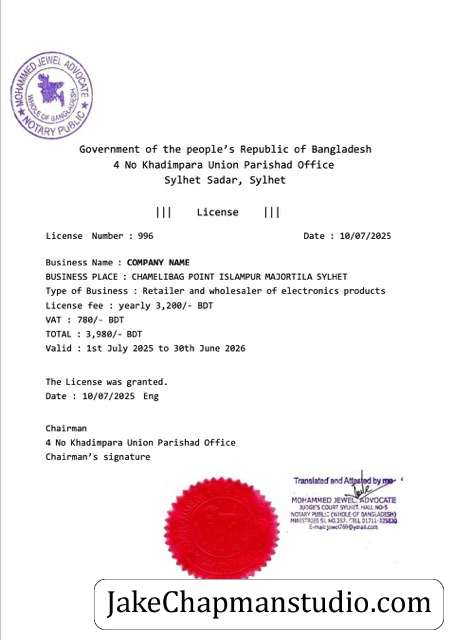 MOHAMMED JEWEL ADVOCATE
WHOLE OF BANGLADESH
NOTARY PUBLIC
Government of the people’s Republic of Bangladesh
4 No Khadimpara Union Parishad Office
Sylhet Sadar, Sylhet
||| License |||
License Number : 996 Date : 10/07/2025
Business Name : COMPANY NAME
BUSINESS PLACE : CHAMELIBAG POINT ISLAMPUR MAJORTILA SYLHET
Type of Business : Retailer and wholesaler of electronics products
License fee : yearly 3,200/- BDT
VAT : 780/- BDT
TOTAL : 3,980/- BDT
Valid : 1st July 2025 to 30th June 2026
The License was granted.
Date : 10/07/2025 Eng
Chairman
4 No Khadimpara Union Parishad Office
Chairman’s signature
Translated and Attested by me
MOHAMMED JEWEL ADVOCATE
JUDGE'S COURT SYLHET. HALL NO-5
NOTARY PUBLIC (WHOLE OF BANGLADESH)
MINISTRIES SL NO.257. CELL 01711-
E-mail:jewel769@ymail.com
JakeChapmanstudio.com